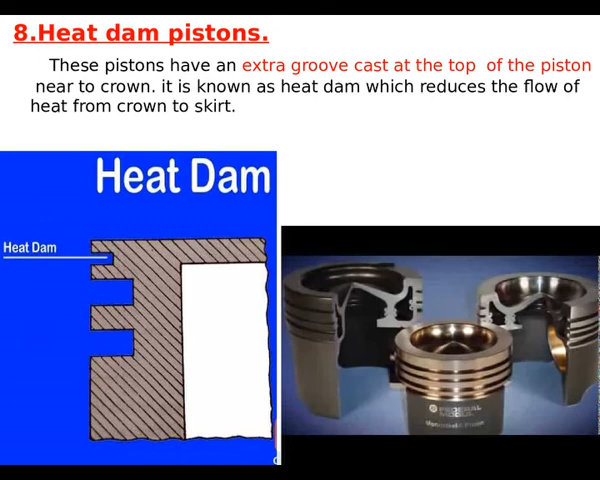 8.Heat dam pistons.
These pistons have an extra groove cast at the top of the piston
near to crown. it is known as heat dam which reduces the flow of
heat from crown to skirt.
Heat Dam
Heat Dam
FEDERAL
MOGUL